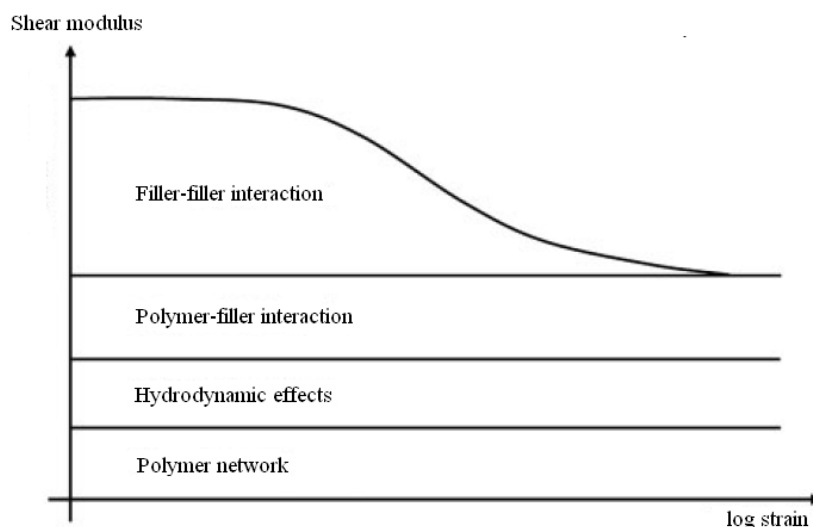 Shear modulus
Filler-filler interaction
Polymer-filler interaction
Hydrodynamic effects
Polymer network
log strain